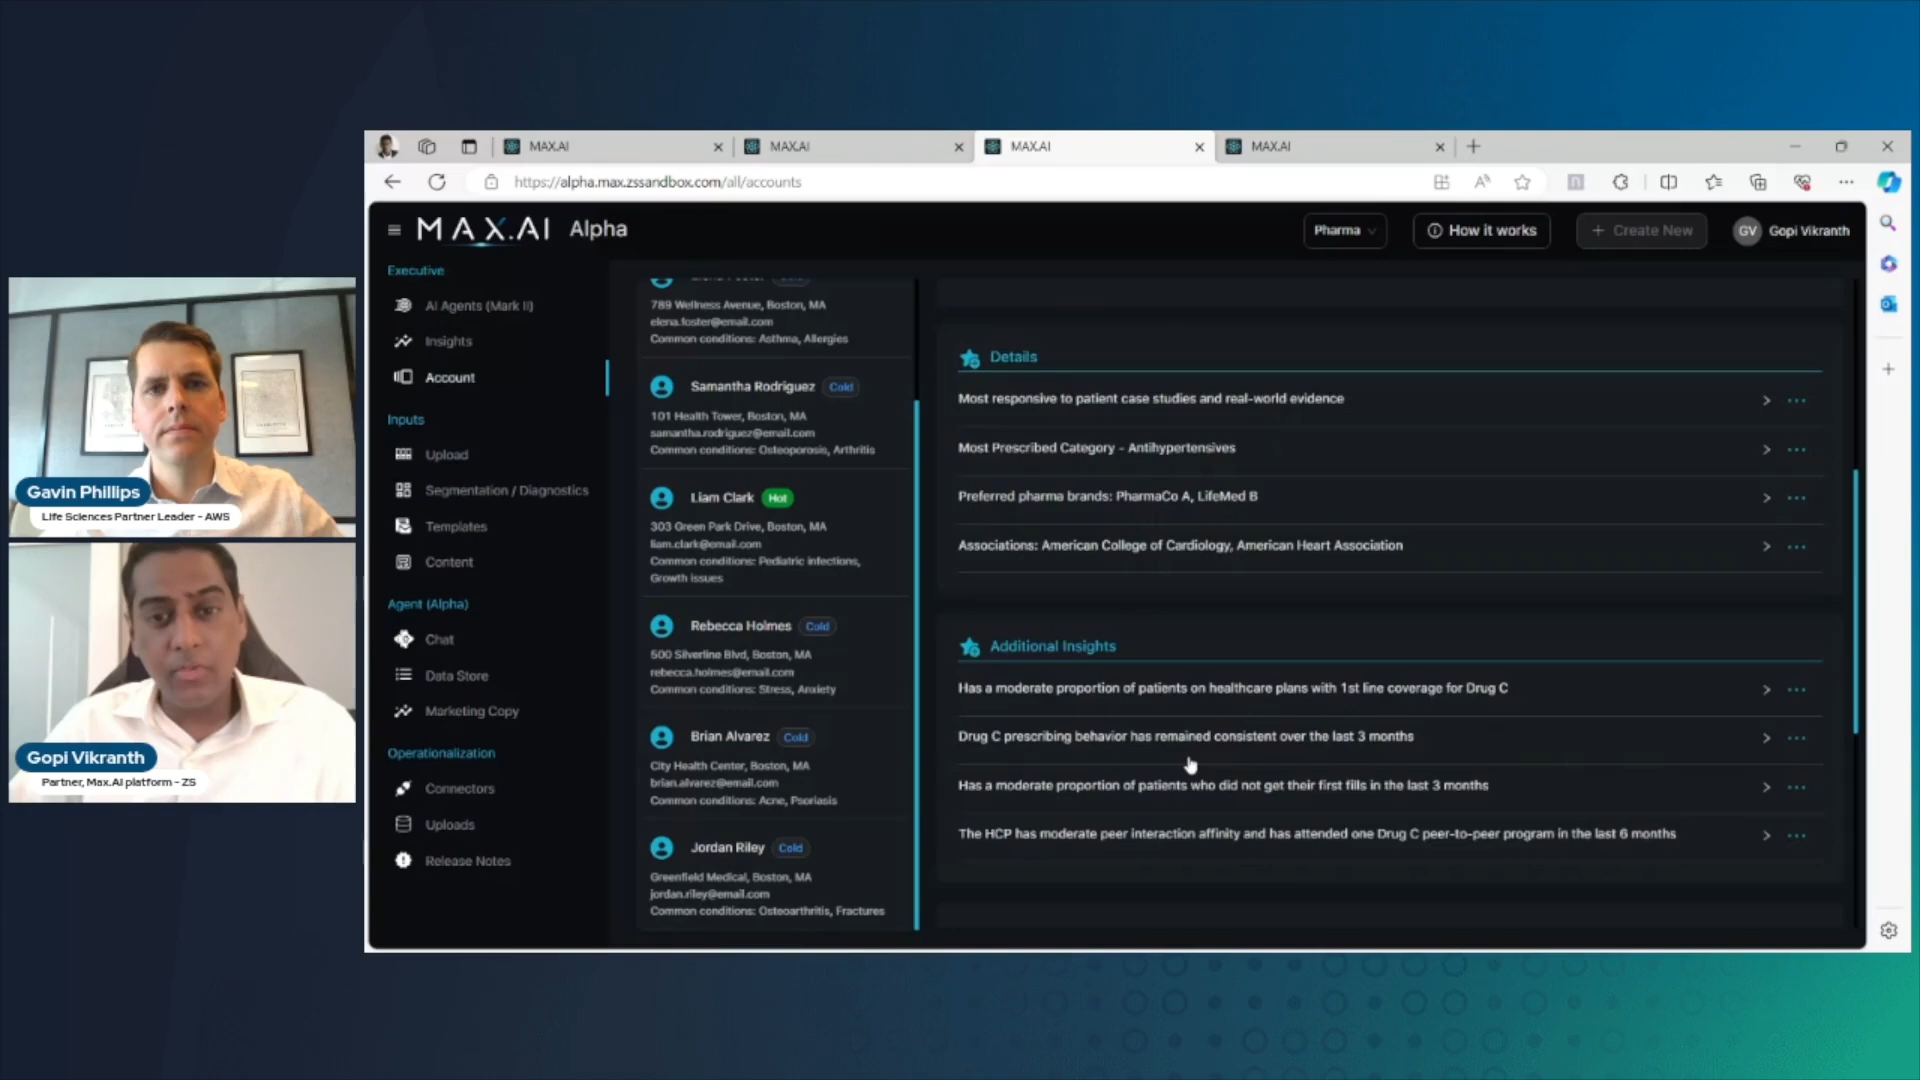 MAX.AI
MAX.AI
MAX.AI
MAX.AI
https://alpha.max.zssandbox.com/all/accounts
MAX.AI Alpha
Pharma
How it works
+ Create New
GV
Gopi Vikranth
Executive
AI Agents (Mark II)
Insights
Account
Inputs
Upload
Segmentation / Diagnostics
Templates
Content
Agent (Alpha)
Chat
Data Store
Marketing Copy
Operationalization
Connectors
Uploads
Release Notes
789 Wellness Avenue, Boston, MA
elena.foster@email.com
Common conditions: Asthma, Allergies
Samantha Rodriguez Cold
101 Health Tower, Boston, MA
samantha.rodriguez@email.com
Common conditions: Osteoporosis, Arthritis
Liam Clark Hot
303 Green Park Drive, Boston, MA
liam.clark@email.com
Common conditions: Pediatric infections,
Growth issues
Rebecca Holmes Cold
500 Silverline Blvd, Boston, MA
rebecca.holmes@email.com
Common conditions: Stress, Anxiety
Brian Alvarez Cold
City Health Center, Boston, MA
brian.alvarez@email.com
Common conditions: Acne, Psoriasis
Jordan Riley Cold
Greenfield Medical, Boston, MA
jordan.riley@email.com
Common conditions: Osteoarthritis, Fractures
Details
Most responsive to patient case studies and real-world evidence
Most Prescribed Category - Antihypertensives
Preferred pharma brands: PharmaCo A, LifeMed B
Associations: American College of Cardiology, American Heart Association
Additional Insights
Has a moderate proportion of patients on healthcare plans with 1st line coverage for Drug C
Drug C prescribing behavior has remained consistent over the last 3 months
Has a moderate proportion of patients who did not get their first fills in the last 3 months
The HCP has moderate peer interaction affinity and has attended one Drug C peer-to-peer program in the last 6 months
Gavin Phillips
Life Sciences Partner Leader - AWS
Gopi Vikranth
Partner, Max.AI platform - ZS